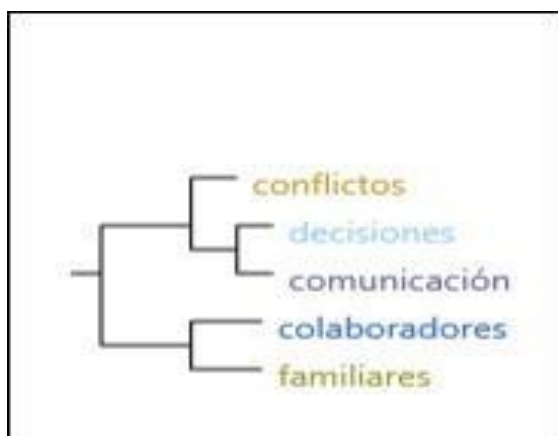 conflictos
decisiones
comunicación
colaboradores
familiares